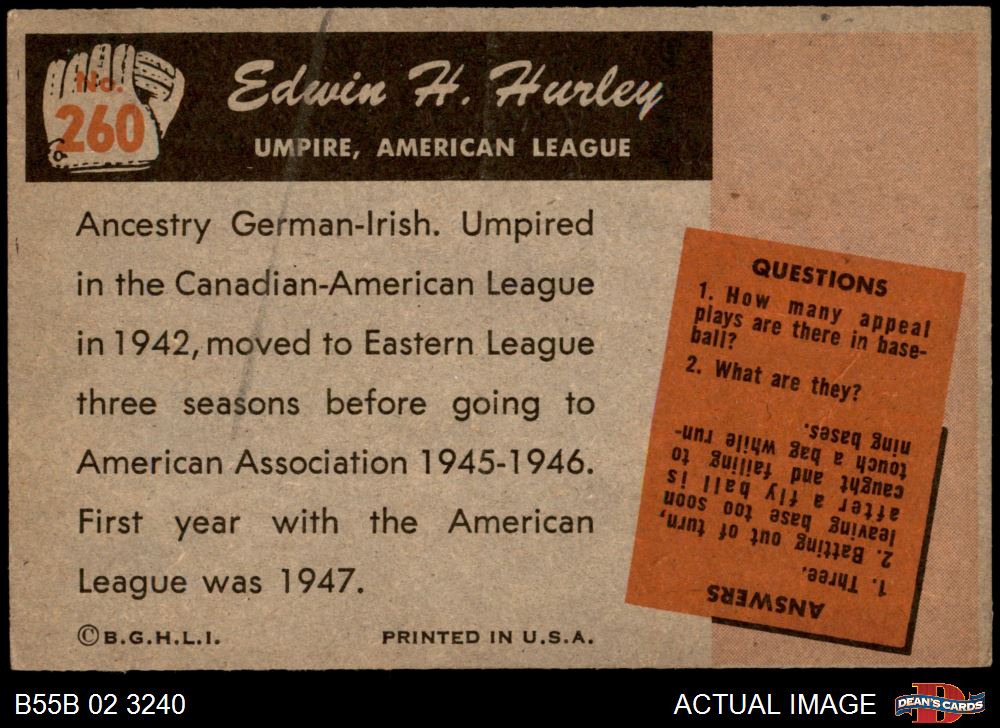 No.
260
Edwin H. Hurley
UMPIRE, AMERICAN LEAGUE
Ancestry German-Irish. Umpired
in the Canadian-American League
in 1942, moved to Eastern League
three seasons before going to
American Association 1945-1946.
First year with the American
League was 1947.
©B.G.H.L.I.
PRINTED IN U.S.A.
QUESTIONS
1. How many appeal
plays are there in base-
ball?
2. What are they?
ANSWERS
1. Three.
2. Batting out of turn,
leaving base too soon
after a fly ball is
caught and failing to
touch a bag while run-
ning bases.
B55B 02 3240
ACTUAL IMAGE
D
DEAN'S CARDS